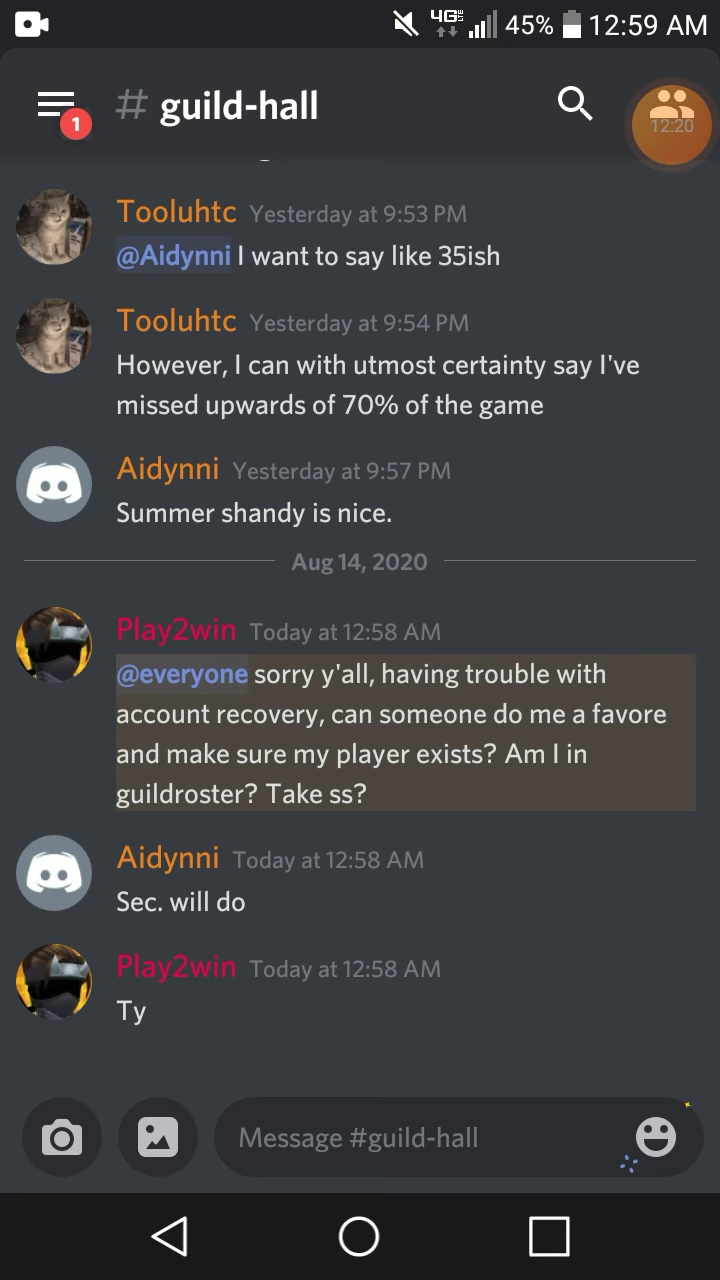 4G LTE 45% 12:59 AM
1 # guild-hall 12:20
Tooluhtc Yesterday at 9:53 PM
@Aidynni I want to say like 35ish
Tooluhtc Yesterday at 9:54 PM
However, I can with utmost certainty say I've
missed upwards of 70% of the game
Aidynni Yesterday at 9:57 PM
Summer shandy is nice.
Aug 14, 2020
Play2win Today at 12:58 AM
@everyone sorry y'all, having trouble with
account recovery, can someone do me a favore
and make sure my player exists? Am I in
guildroster? Take ss?
Aidynni Today at 12:58 AM
Sec. will do
Play2win Today at 12:58 AM
Ty
Message #guild-hall